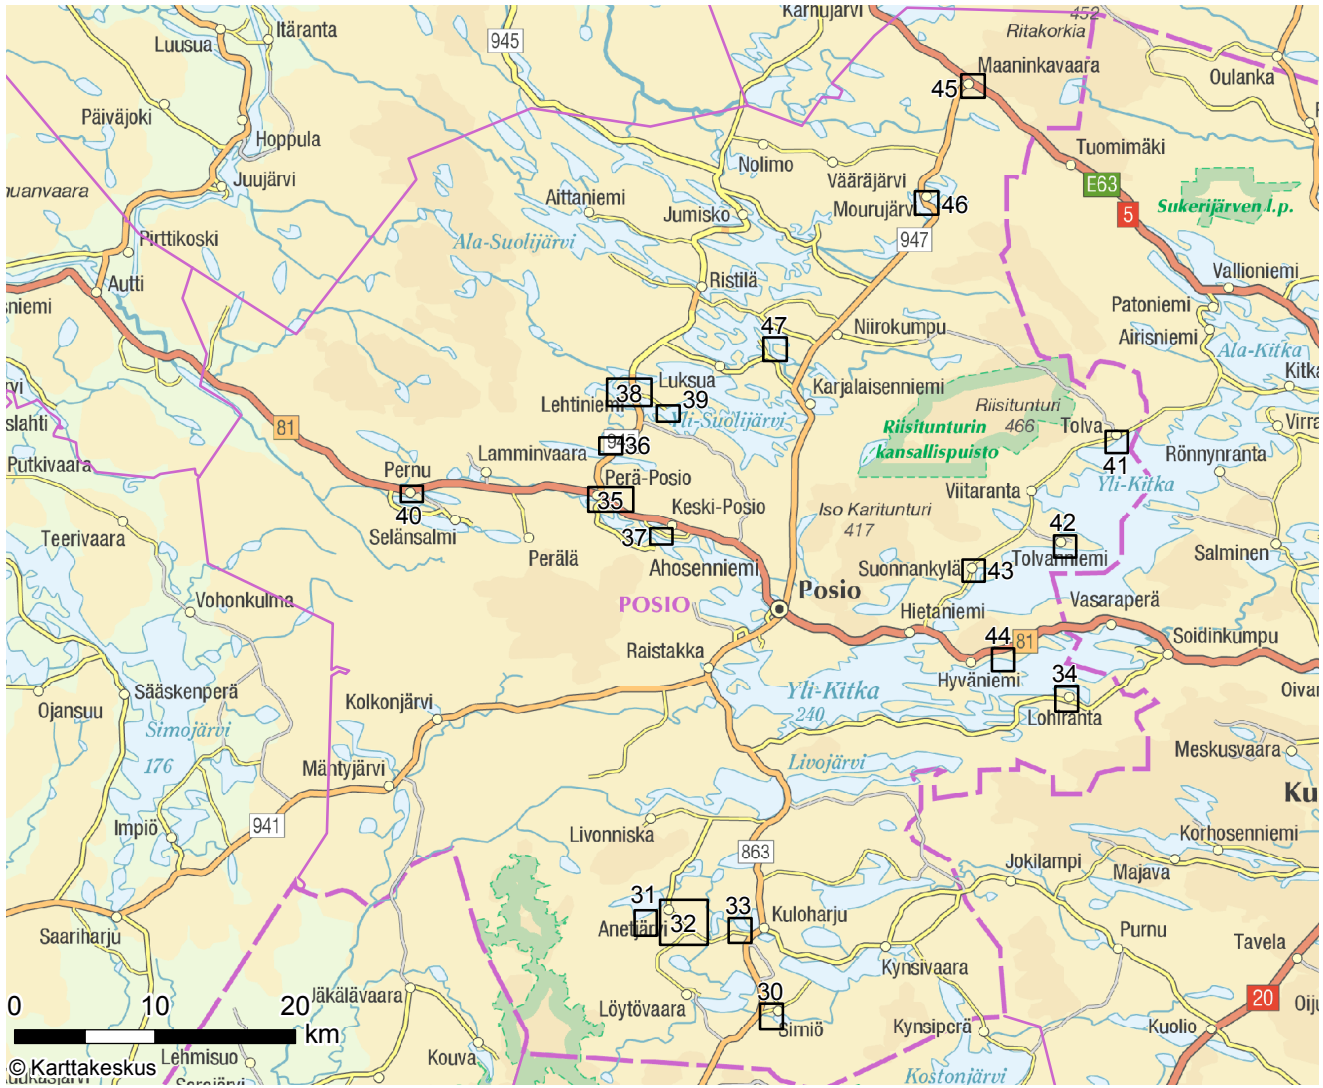 Karhujärvi
452
Itäranta
Luusua
945
Ritakorkia
Maaninkavaara
Oulanka
45
Päiväjoki
Hoppula
Nolimo
Tuomimäki
Vääräjärvi
E63
Juujärvi
Aittaniemi
Mourujärvi
46
Sukerijärven l.p.
Jumisko
5
Pirttikoski
Ala-Suolijärvi
947
Autti
Ristilä
Vallioniemi
Patoniemi
47
Niirokumpu
Airisniemi
Ala-Kitka
Kitka
Luksua
38
Lehtiniemi
39
Karjalaisenniemi
Riisitunturi
466
Yli-Suolijärvi
Riisitunturin
kansallispuisto
Tolva
81
36
41
Putkivaara
Pernu
Lamminvaara
Rönnynranta
Perä-Posio
Viitaranta
Yli-Kitka
35
40
Keski-Posio
Iso Karitunturi
417
42
Teerivaara
Selänsalmi
37
Perälä
Ahosenniemi
Tolvanniemi
Salminen
Suonnankylä
43
Vohonkulma
POSIO
Posio
Hietaniemi
Vasaraperä
44
81
Soidinkumpu
Raistakka
Hyväniemi
34
Sääskenperä
Ojansuu
Kolkonjärvi
Yli-Kitka
240
Lohiranta
Simojärvi
176
Meskusvaara
Mäntyjärvi
Livojärvi
Ku
Impiö
941
Livonniska
863
Korhosenniemi
Jokilampi
Majava
31
33
32
Anetjärvi
Kuloharju
Saariharju
Purnu
Tavela
Kynsivaara
Jäkälävaara
Löytövaara
30
20
0 10 20
km
Sirniö
Kynsiperä
Kuolio
Kouva
Lehmisuo
© Karttakeskus
Kostonjärvi